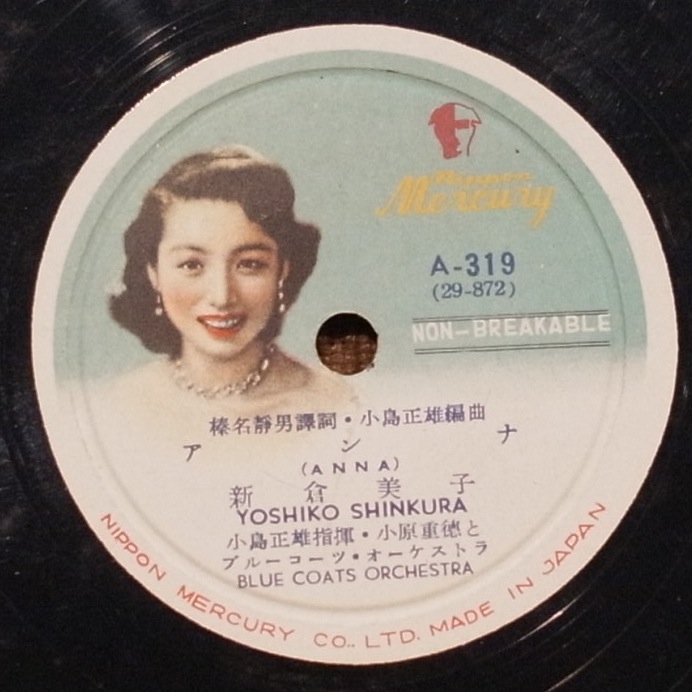 Nippon
Mercury
A-319
(29-872)
NON-BREAKABLE
榛名靜男譯詞・小島正雄編曲
アンナ
(ANNA)
新倉美子
YOSHIKO SHINKURA
小島正雄指揮・小原重徳と
ブルーコーツ・オーケストラ
BLUE COATS ORCHESTRA
NIPPON MERCURY CO., LTD. MADE IN JAPAN